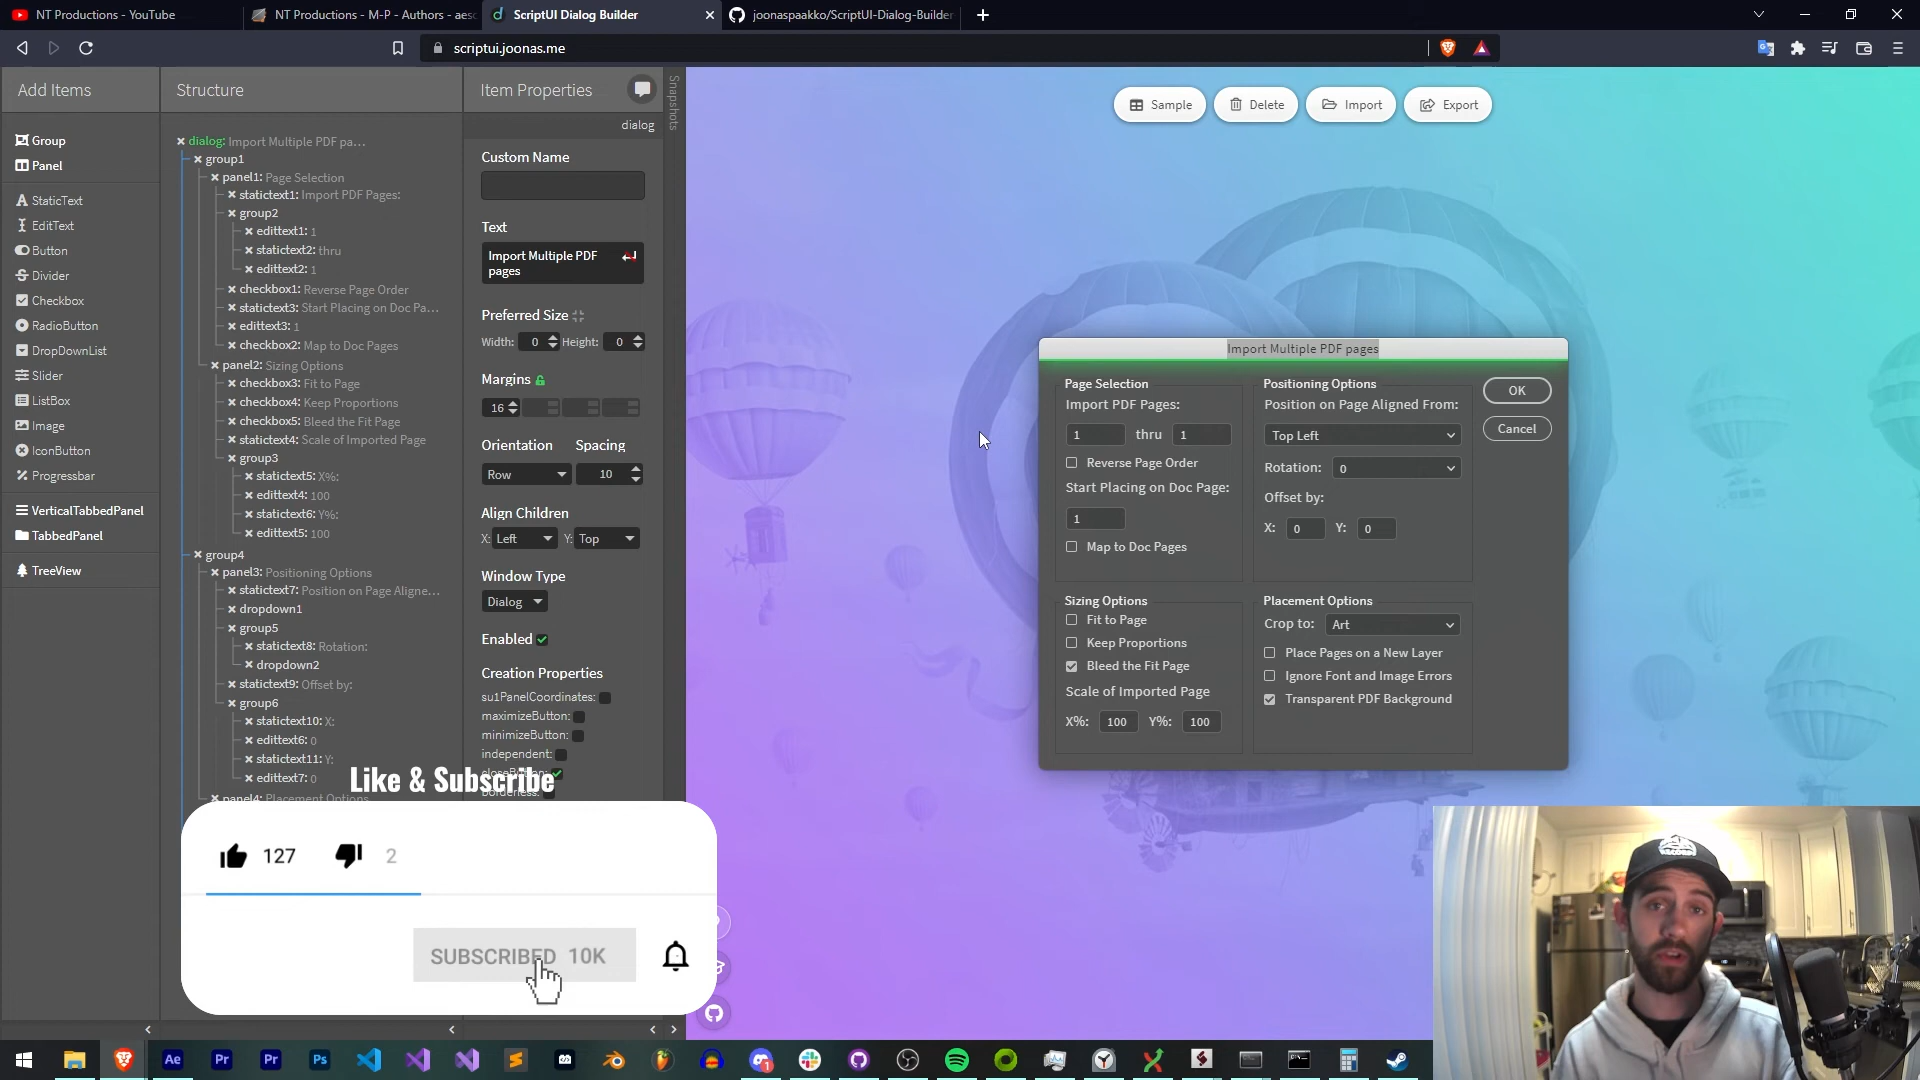 NT Productions - YouTube
NT Productions - M-P - Authors - aesc
ScriptUI Dialog Builder
joonaspaakko/ScriptUI-Dialog-Builder
scriptui.joonas.me
Add Items
Group
Panel
StaticText
EditText
Button
Divider
Checkbox
RadioButton
DropDownList
Slider
ListBox
Image
IconButton
Progressbar
VerticalTabbedPanel
TabbedPanel
TreeView
Structure
dialog: Import Multiple PDF pa...
group1
panel1: Page Selection
statictext1: Import PDF Pages:
group2
edittext1: 1
statictext2: thru
edittext2: 1
checkbox1: Reverse Page Order
statictext3: Start Placing on Doc Pa...
edittext3: 1
checkbox2: Map to Doc Pages
panel2: Sizing Options
checkbox3: Fit to Page
checkbox4: Keep Proportions
checkbox5: Bleed the Fit Page
statictext4: Scale of Imported Page
group3
statictext5: X%:
edittext4: 100
statictext6: Y%:
edittext5: 100
group4
panel3: Positioning Options
statictext7: Position on Page Aligne...
dropdown1
group5
statictext8: Rotation:
dropdown2
statictext9: Offset by:
group6
statictext10: X:
edittext6: 0
statictext11: Y:
edittext7: 0
panel4: Placement Options
Item Properties
dialog
Custom Name
Text
Import Multiple PDF
pages
Preferred Size
Width: 0 Height: 0
Margins
16
Orientation Spacing
Row 10
Align Children
X: Left Y: Top
Window Type
Dialog
Enabled
Creation Properties
su1PanelCoordinates:
maximizeButton:
minimizeButton:
independent:
closeButton:
borderless:
Snapshots
Sample Delete Import Export
Import Multiple PDF pages
Page Selection
Import PDF Pages:
1 thru 1
Reverse Page Order
Start Placing on Doc Page:
1
Map to Doc Pages
Sizing Options
Fit to Page
Keep Proportions
Bleed the Fit Page
Scale of Imported Page
X%: 100 Y%: 100
Positioning Options
Position on Page Aligned From:
Top Left
Rotation: 0
Offset by:
X: 0 Y: 0
Placement Options
Crop to: Art
Place Pages on a New Layer
Ignore Font and Image Errors
Transparent PDF Background
OK
Cancel
Like & Subscribe
127 2
SUBSCRIBED 10K
Ae Pr Pr Ps
1